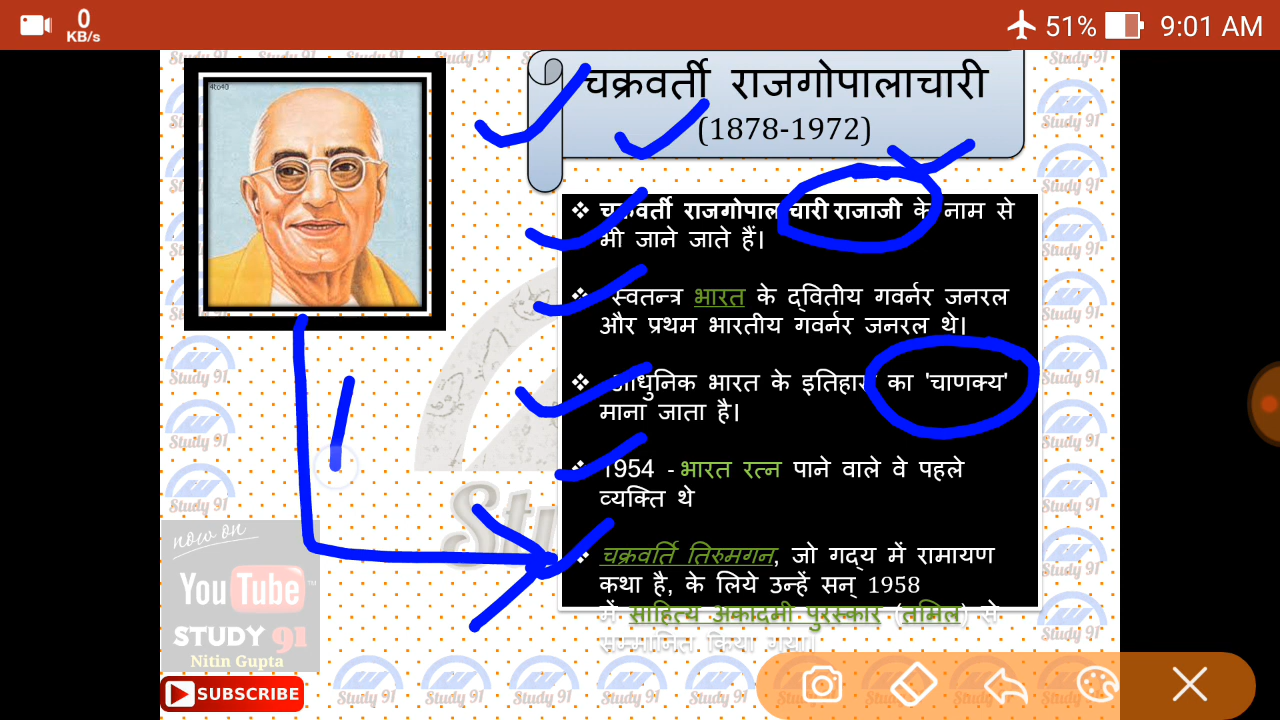 0
KB/s
51%
9:01 AM
4to40
चक्रवर्ती राजगोपालाचारी
(1878-1972)
❖ चक्रवर्ती राजगोपालाचारी राजाजी के नाम से
भी जाने जाते हैं।
❖ स्वतन्त्र भारत के द्वितीय गवर्नर जनरल
और प्रथम भारतीय गवर्नर जनरल थे।
❖ आधुनिक भारत के इतिहास का 'चाणक्य'
माना जाता है।
❖ 1954 - भारत रत्न पाने वाले वे पहले
व्यक्ति थे
❖ चक्रवर्ति तिरुमगन, जो गद्य में रामायण
कथा है, के लिये उन्हें सन् 1958
में साहित्य अकादमी पुरस्कार (तमिल) से
सम्मानित किया गया।
now on
YouTube
STUDY 91
Nitin Gupta
SUBSCRIBE
Study 91